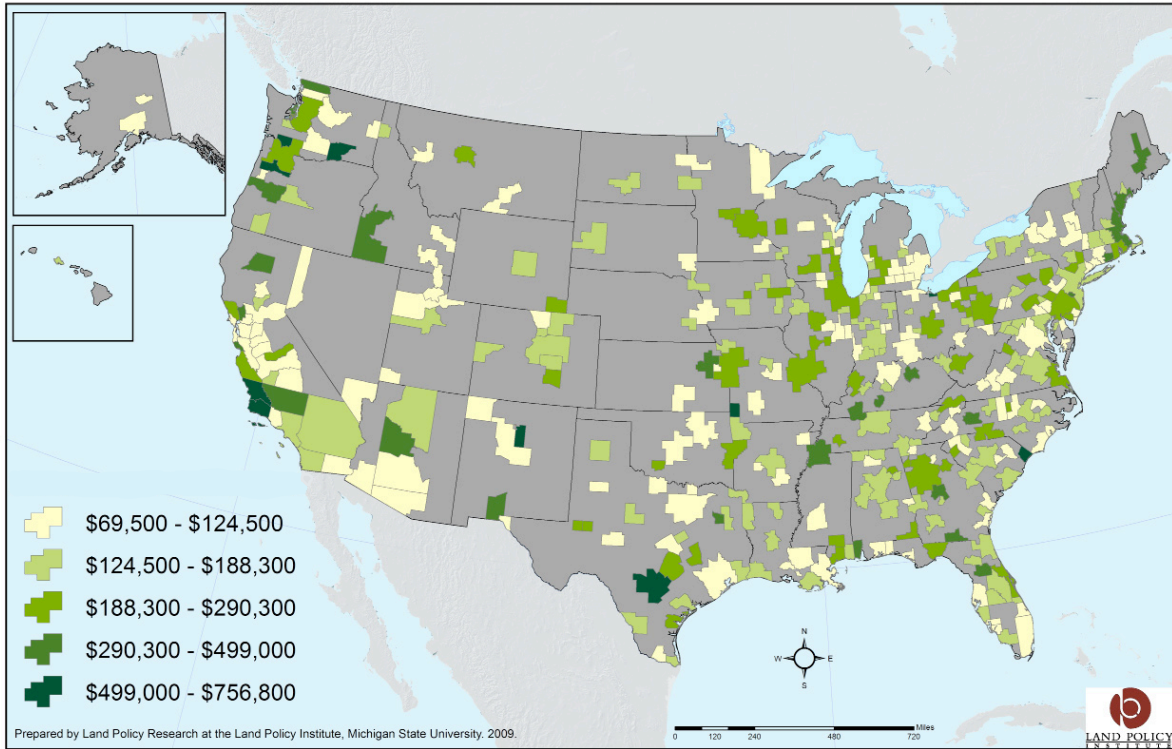 $69,500 - $124,500
$124,500 - $188,300
$188,300 - $290,300
$290,300 - $499,000
$499,000 - $756,800
Prepared by Land Policy Research at the Land Policy Institute, Michigan State University. 2009.
N
W E
S
Miles
0 120 240 480 720
LAND POLICY
INSTITUTE